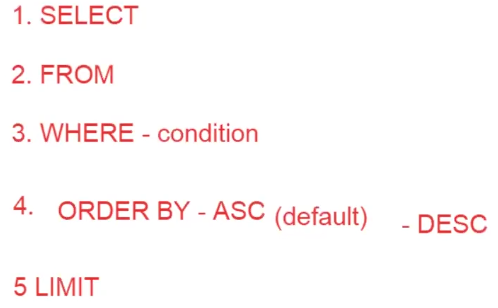 1. SELECT
2. FROM
3. WHERE - condition
4. ORDER BY - ASC (default) - DESC
5 LIMIT